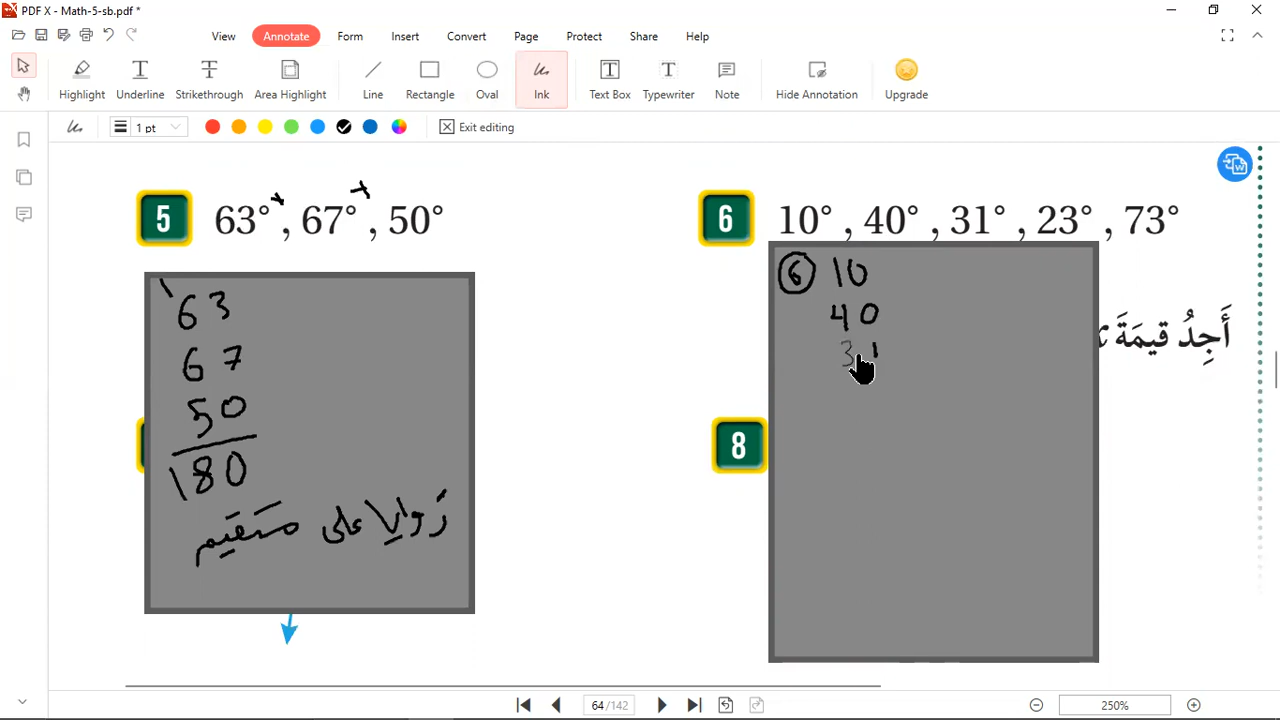 PDF X - Math-5-sb.pdf *
View Annotate Form Insert Convert Page Protect Share Help
Highlight Underline Strikethrough Area Highlight Line Rectangle Oval Ink Text Box Typewriter Note Hide Annotation Upgrade
1 pt Exit editing
5 63°, 67°, 50°
6 10°, 40°, 31°, 23°, 73°
1
63
67
50
180
زوايا على مستقيم
6 10
40
31
أَجِدُ قيمَةَ
8
64 /142
250%